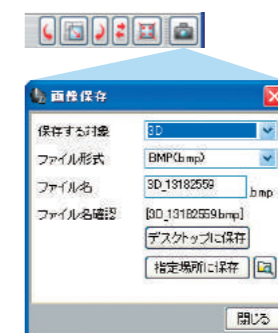 画像保存
保存する対象 3D
ファイル形式 BMP(bmp)
ファイル名 3D_13182559 .bmp
ファイル名確認 [3D_13182559.bmp]
デスクトップに保存
指定場所に保存
閉じる